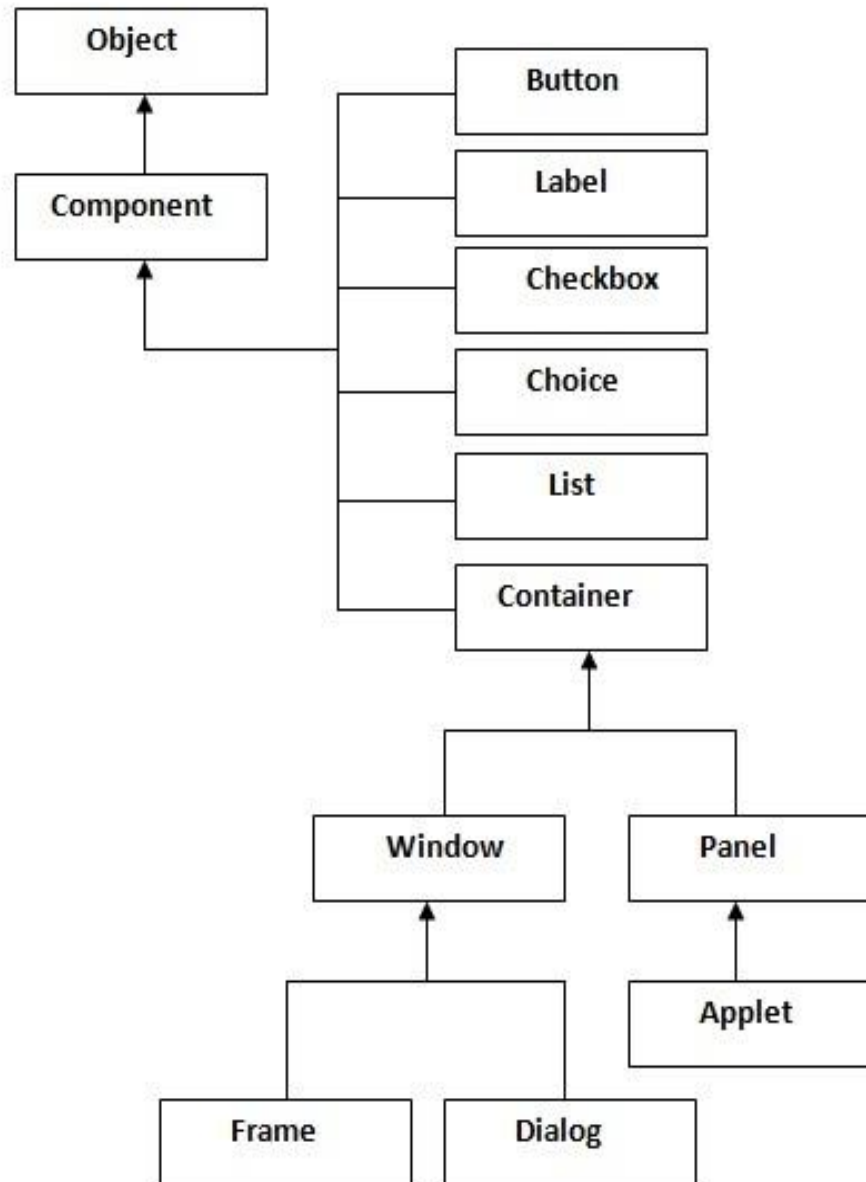 Object
Button
Label
Component
Checkbox
Choice
List
Container
Window
Panel
Applet
Frame
Dialog